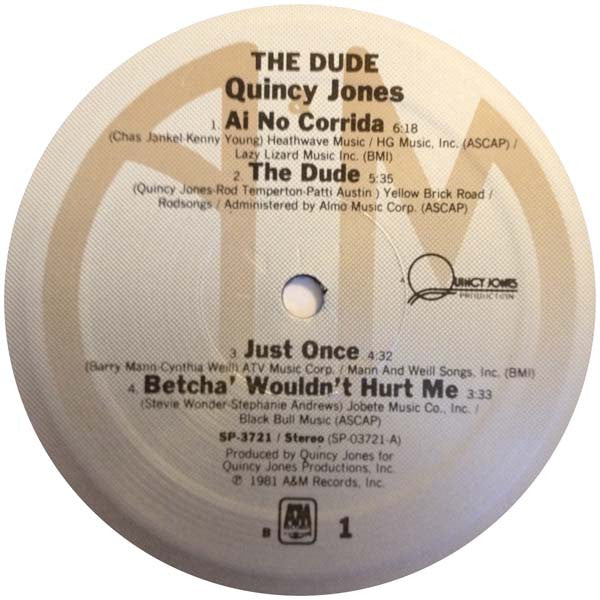 THE DUDE
Quincy Jones
1. Ai No Corrida 6:18
(Chas Jankel-Kenny Young) Heathwave Music / HG Music, Inc. (ASCAP) /
Lazy Lizard Music Inc. (BMI)
2. The Dude 5:35
(Quincy Jones-Rod Temperton-Patti Austin ) Yellow Brick Road /
Rodsongs / Administered by Almo Music Corp. (ASCAP)
A QUINCY JONES
PRODUCTION
3. Just Once 4:32
(Barry Mann-Cynthia Weill) ATV Music Corp. / Mann And Weill Songs, Inc. (BMI)
4. Betcha' Wouldn't Hurt Me 3:33
(Stevie Wonder-Stephanie Andrews) Jobete Music Co., Inc. /
Black Bull Music (ASCAP)
SP-3721 / Stereo (SP-03721-A)
Produced by Quincy Jones for
Quincy Jones Productions, Inc.
℗ 1981 A&M Records, Inc.
B A&M 1